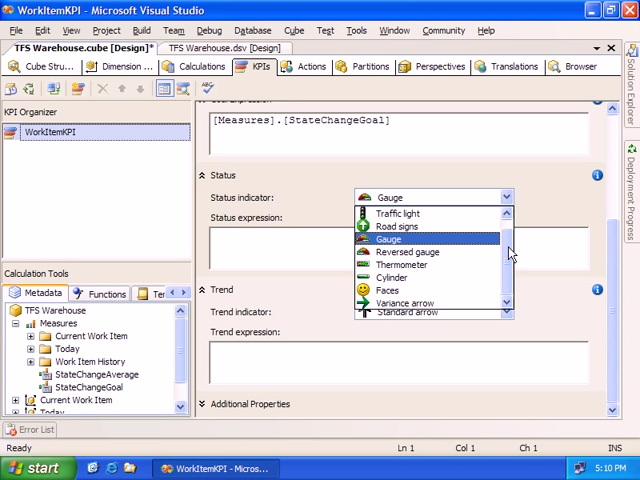 WorkItemKPI - Microsoft Visual Studio
File Edit View Project Build Debug Database Cube Test Tools Window Community Help
TFS Warehouse.cube [Design]* TFS Warehouse.dsv [Design]
Cube Stru... Dimension ... Calculations KPIs Actions Partitions Perspectives Translations Browser
KPI Organizer
WorkItemKPI
[Measures].[StateChangeGoal]
Status
Status indicator: Gauge
Status expression:
Traffic light
Road signs
Gauge
Reversed gauge
Thermometer
Cylinder
Faces
Variance arrow
Trend
Trend indicator: Standard arrow
Trend expression:
Additional Properties
Calculation Tools
Metadata Functions Ter
TFS Warehouse
Measures
Current Work Item
Today
Work Item History
StateChangeAverage
StateChangeGoal
Current Work Item
Today
Solution Explorer
Deployment Progress
Error List
Ready Ln 1 Col 1 Ch 1 INS
start WorkItemKPI - Micros... 5:10 PM